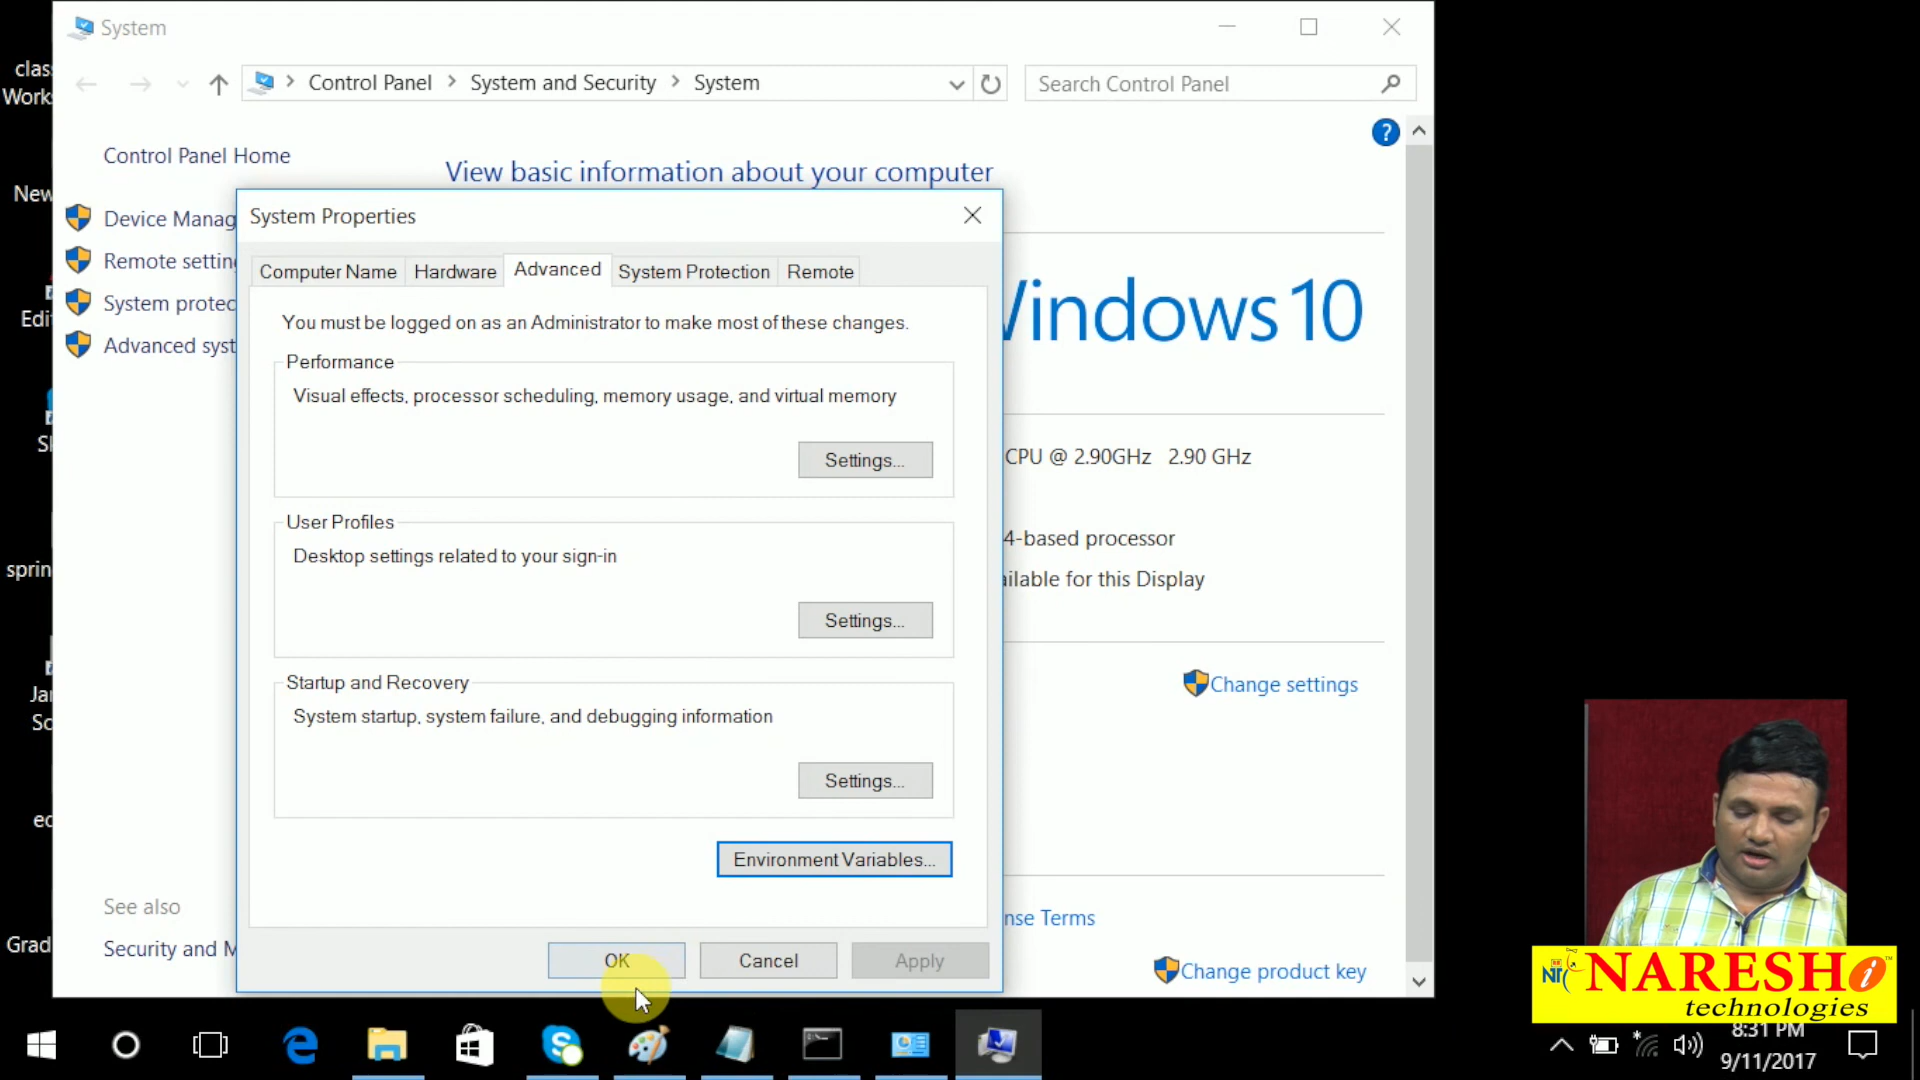 System
Control Panel
System and Security
System
Search Control Panel
clas
Works
New
Edi
Sk
sprin
Jar
Sc
ec
Grad
?
Control Panel Home
View basic information about your computer
Device Manag
Remote setting
System protec
Advanced syst
System Properties
Computer Name
Hardware
Advanced
System Protection
Remote
You must be logged on as an Administrator to make most of these changes.
Performance
Visual effects, processor scheduling, memory usage, and virtual memory
Settings...
User Profiles
Desktop settings related to your sign-in
Settings...
Startup and Recovery
System startup, system failure, and debugging information
Settings...
Environment Variables...
OK
Cancel
Apply
Windows 10
CPU @ 2.90GHz 2.90 GHz
4-based processor
ailable for this Display
Change settings
nse Terms
Change product key
See also
Security and M
NARESH i
technologies
8:31 PM
9/11/2017